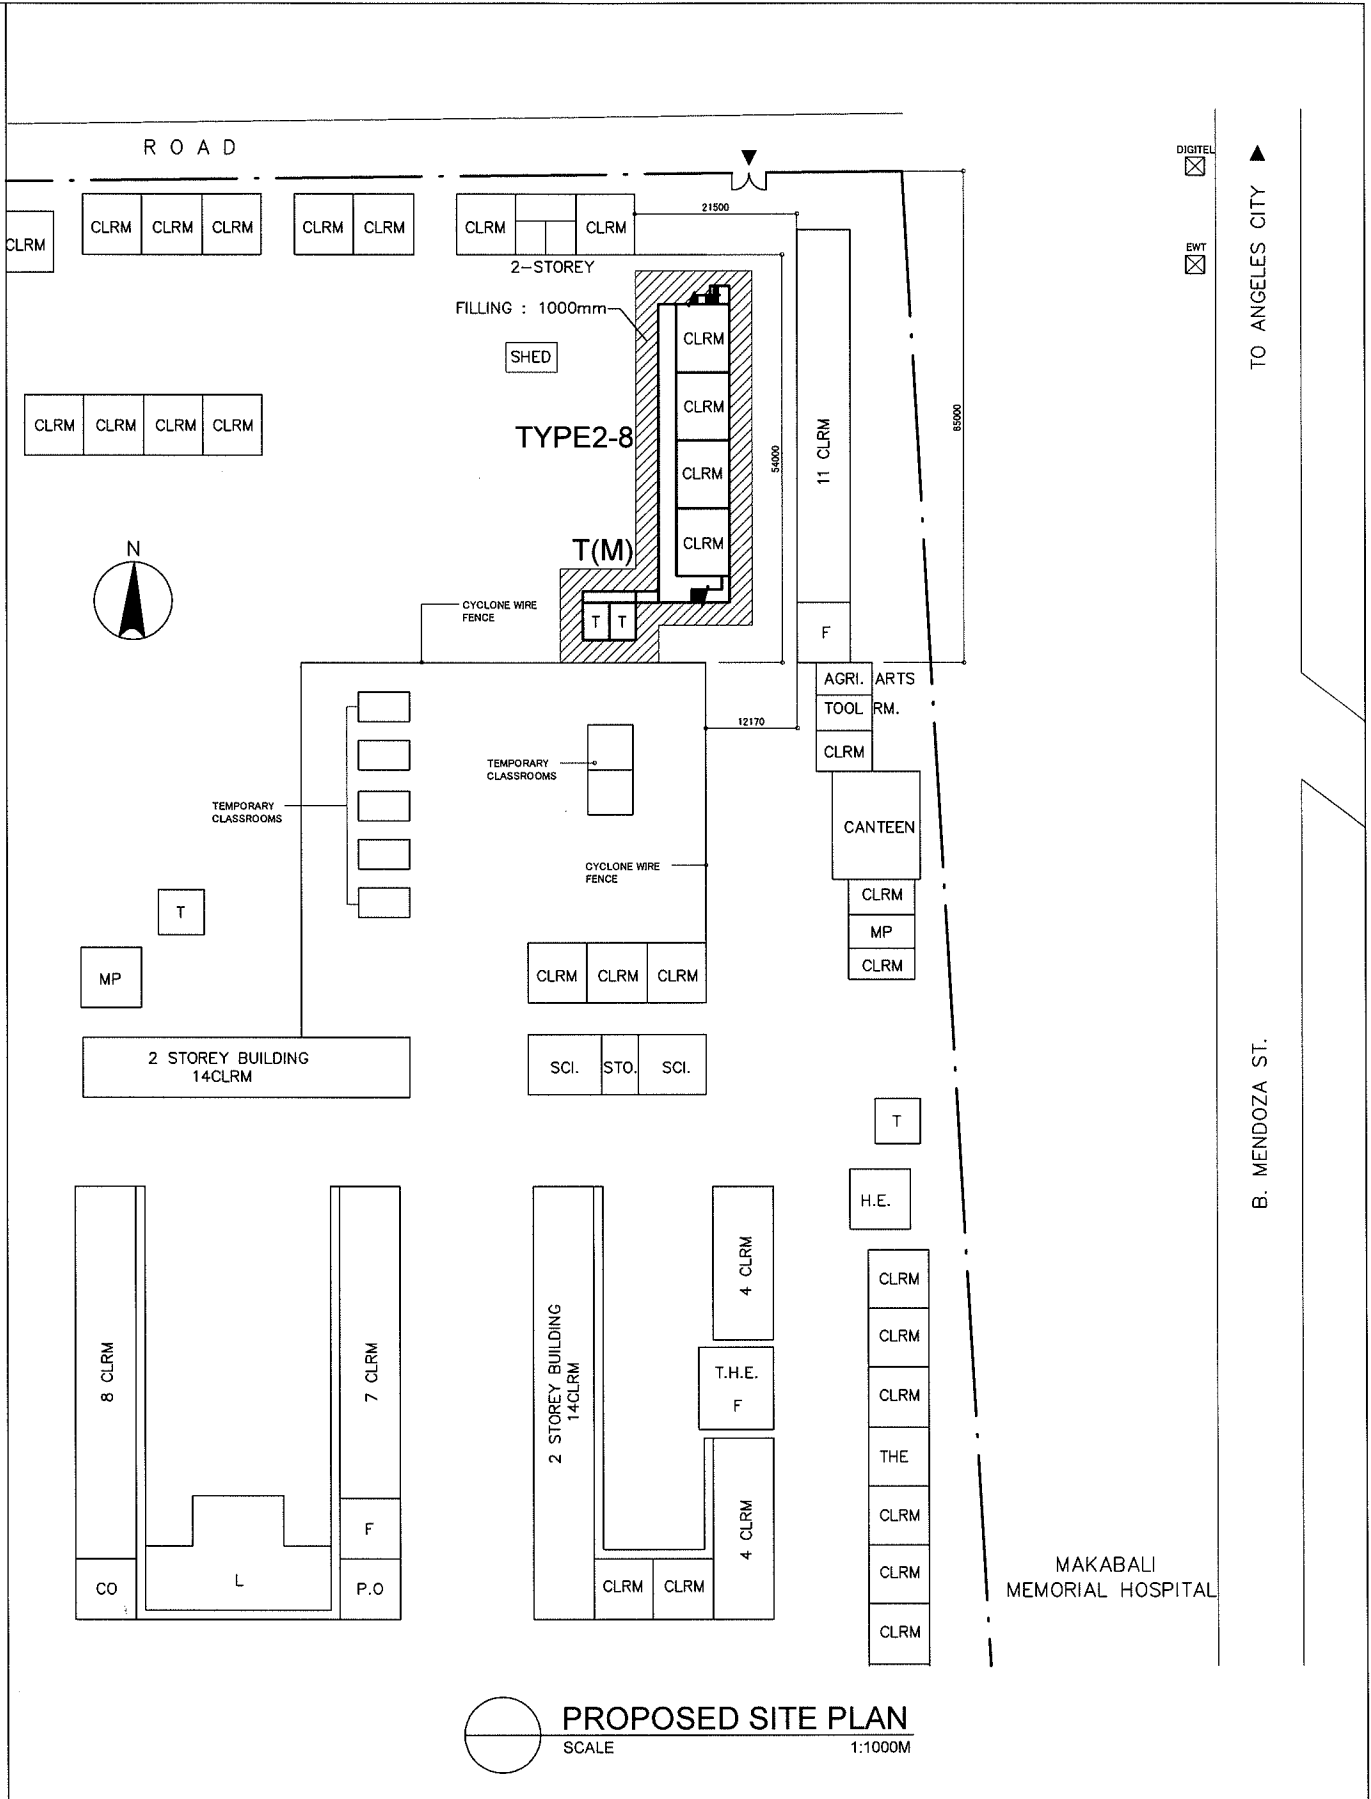 ROAD
DIGITEL
EWT
TO ANGELES CITY
CLRM
CLRM
CLRM
CLRM
CLRM
CLRM
CLRM
CLRM
21500
2-STOREY
FILLING : 1000mm
SHED
CLRM
CLRM
CLRM
CLRM
TYPE2-8
CLRM
CLRM
CLRM
CLRM
54000
11 CLRM
85000
N
T(M)
T
T
CYCLONE WIRE
FENCE
F
AGRI. ARTS
TOOL RM.
CLRM
12170
TEMPORARY
CLASSROOMS
TEMPORARY
CLASSROOMS
CANTEEN
CYCLONE WIRE
FENCE
CLRM
MP
CLRM
T
MP
CLRM
CLRM
CLRM
2 STOREY BUILDING
14CLRM
SCI.
STO.
SCI.
T
H.E.
B. MENDOZA ST.
8 CLRM
7 CLRM
F
CO
L
P.O
2 STOREY BUILDING
14CLRM
4 CLRM
T.H.E.
F
4 CLRM
CLRM
CLRM
CLRM
CLRM
CLRM
THE
CLRM
CLRM
CLRM
MAKABALI
MEMORIAL HOSPITAL
PROPOSED SITE PLAN
SCALE 1:1000M